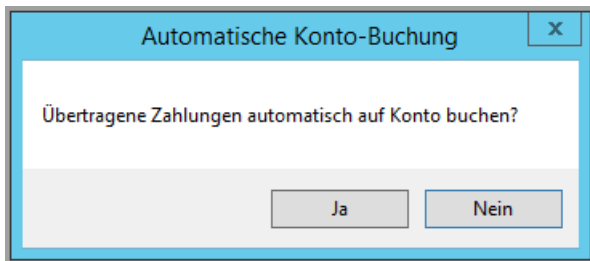 Automatische Konto-Buchung
x
Übertragene Zahlungen automatisch auf Konto buchen?
Ja
Nein